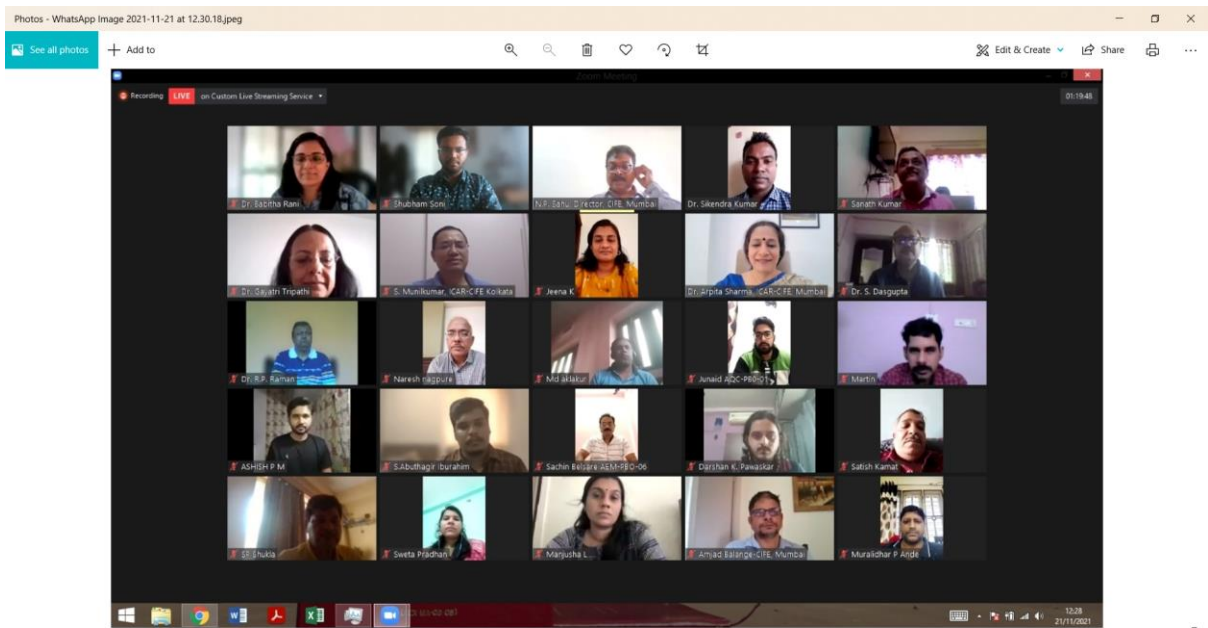 Photos - WhatsApp Image 2021-11-21 at 12.30.18.jpeg
See all photos
Add to
Edit & Create
Share
Zoom Meeting
Recording
LIVE
on Custom Live Streaming Service
01:19:48
Dr. Babitha Rani
Shubham Soni
N.P. Sahu, Director, CIFE, Mumbai
Dr. Sikendra Kumar
Sanath Kumar
Dr. Gayatri Tripathi
S. Munilkumar, ICAR-CIFE Kolkata
Jeena K
Dr. Arpita Sharma, ICAR-CIFE, Mumbai
Dr. S. Dasgupta
Dr. R.P. Raman
Naresh nagpure
Md aklakur
Junaid AQC-PB0-01
Martin
ASHISH P M
S.Abuthagir iburahim
Sachin Belsare AEM-PBO-06
Darshan K. Pawaskar
Satish Kamat
SP Shukla
Sweta Pradhan
Manjusha L
Amjad Balange-CIFE, Mumbai
Muralidhar P Ande
12:28
21/11/2021